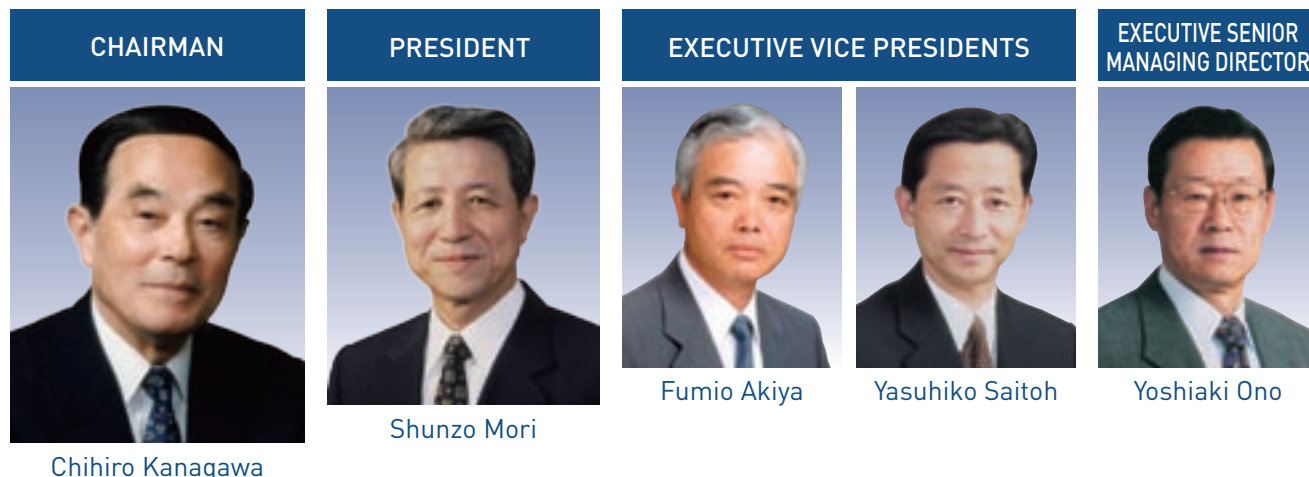 CHAIRMAN
PRESIDENT
EXECUTIVE VICE PRESIDENTS
EXECUTIVE SENIOR
MANAGING DIRECTOR
Chihiro Kanagawa
Shunzo Mori
Fumio Akiya
Yasuhiko Saitoh
Yoshiaki Ono